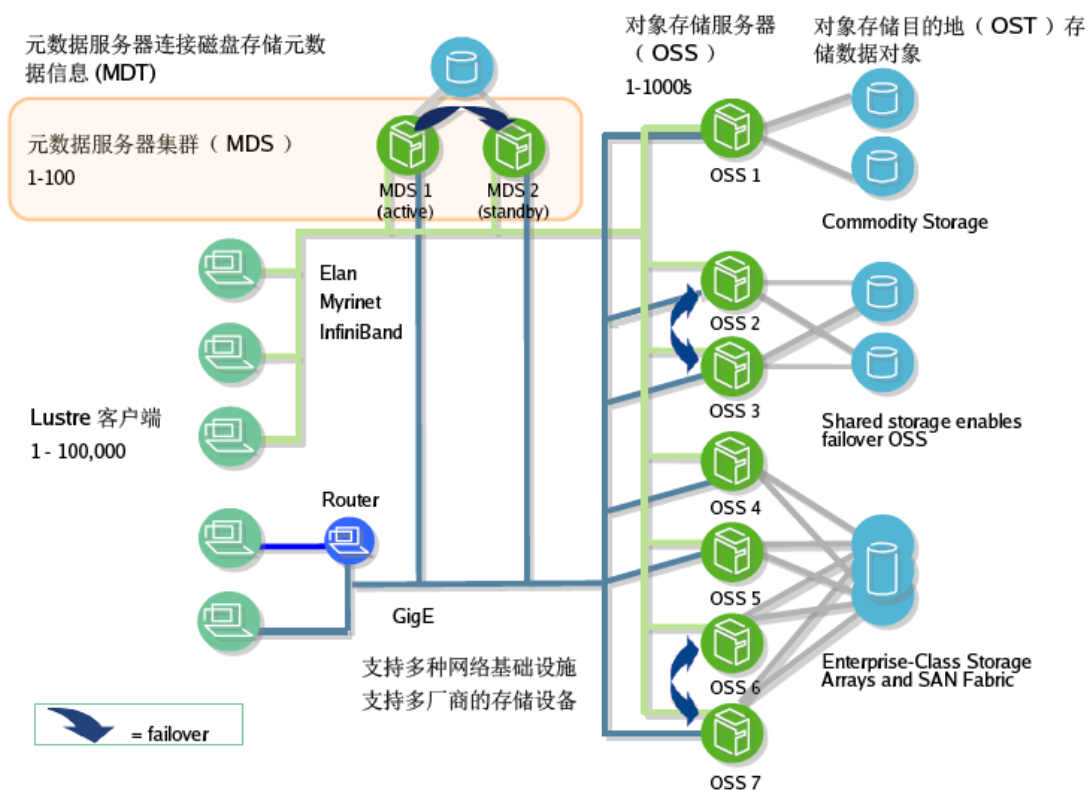 元数据服务器连接磁盘存储元数
据信息 (MDT)
对象存储服务器
（ OSS ）
1-1000's
对象存储目的地（ OST ）存
储数据对象
元数据服务器集群（ MDS ）
1-100
MDS 1
(active)
MDS 2
(standby)
OSS 1
Commodity Storage
Elan
Myrinet
InfiniBand
OSS 2
OSS 3
Shared storage enables
failover OSS
Lustre 客户端
1 - 100,000
Router
OSS 4
OSS 5
GigE
支持多种网络基础设施
支持多厂商的存储设备
OSS 6
Enterprise-Class Storage
Arrays and SAN Fabric
= failover
OSS 7